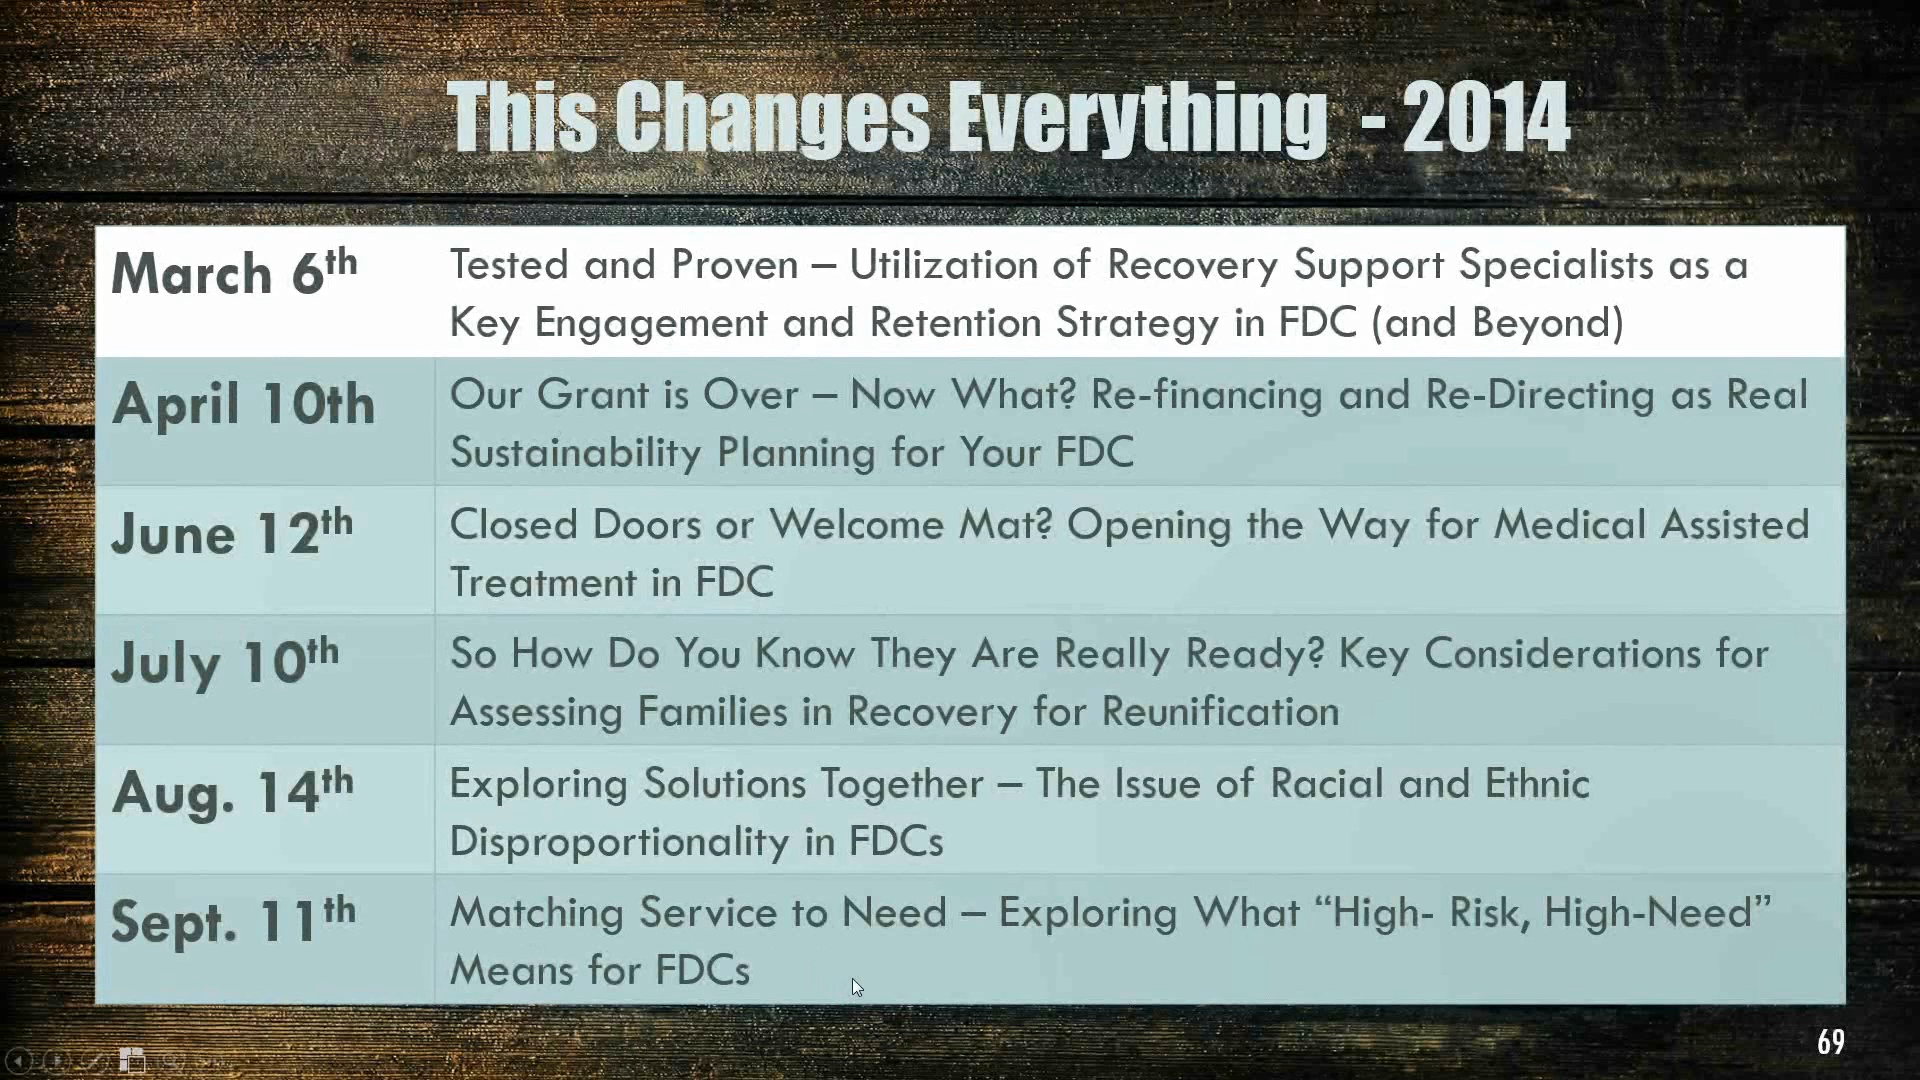 This Changes Everything - 2014
March 6th
Tested and Proven – Utilization of Recovery Support Specialists as a
Key Engagement and Retention Strategy in FDC (and Beyond)
April 10th
Our Grant is Over – Now What? Re-financing and Re-Directing as Real
Sustainability Planning for Your FDC
June 12th
Closed Doors or Welcome Mat? Opening the Way for Medical Assisted
Treatment in FDC
July 10th
So How Do You Know They Are Really Ready? Key Considerations for
Assessing Families in Recovery for Reunification
Aug. 14th
Exploring Solutions Together – The Issue of Racial and Ethnic
Disproportionality in FDCs
Sept. 11th
Matching Service to Need – Exploring What “High- Risk, High-Need”
Means for FDCs
69